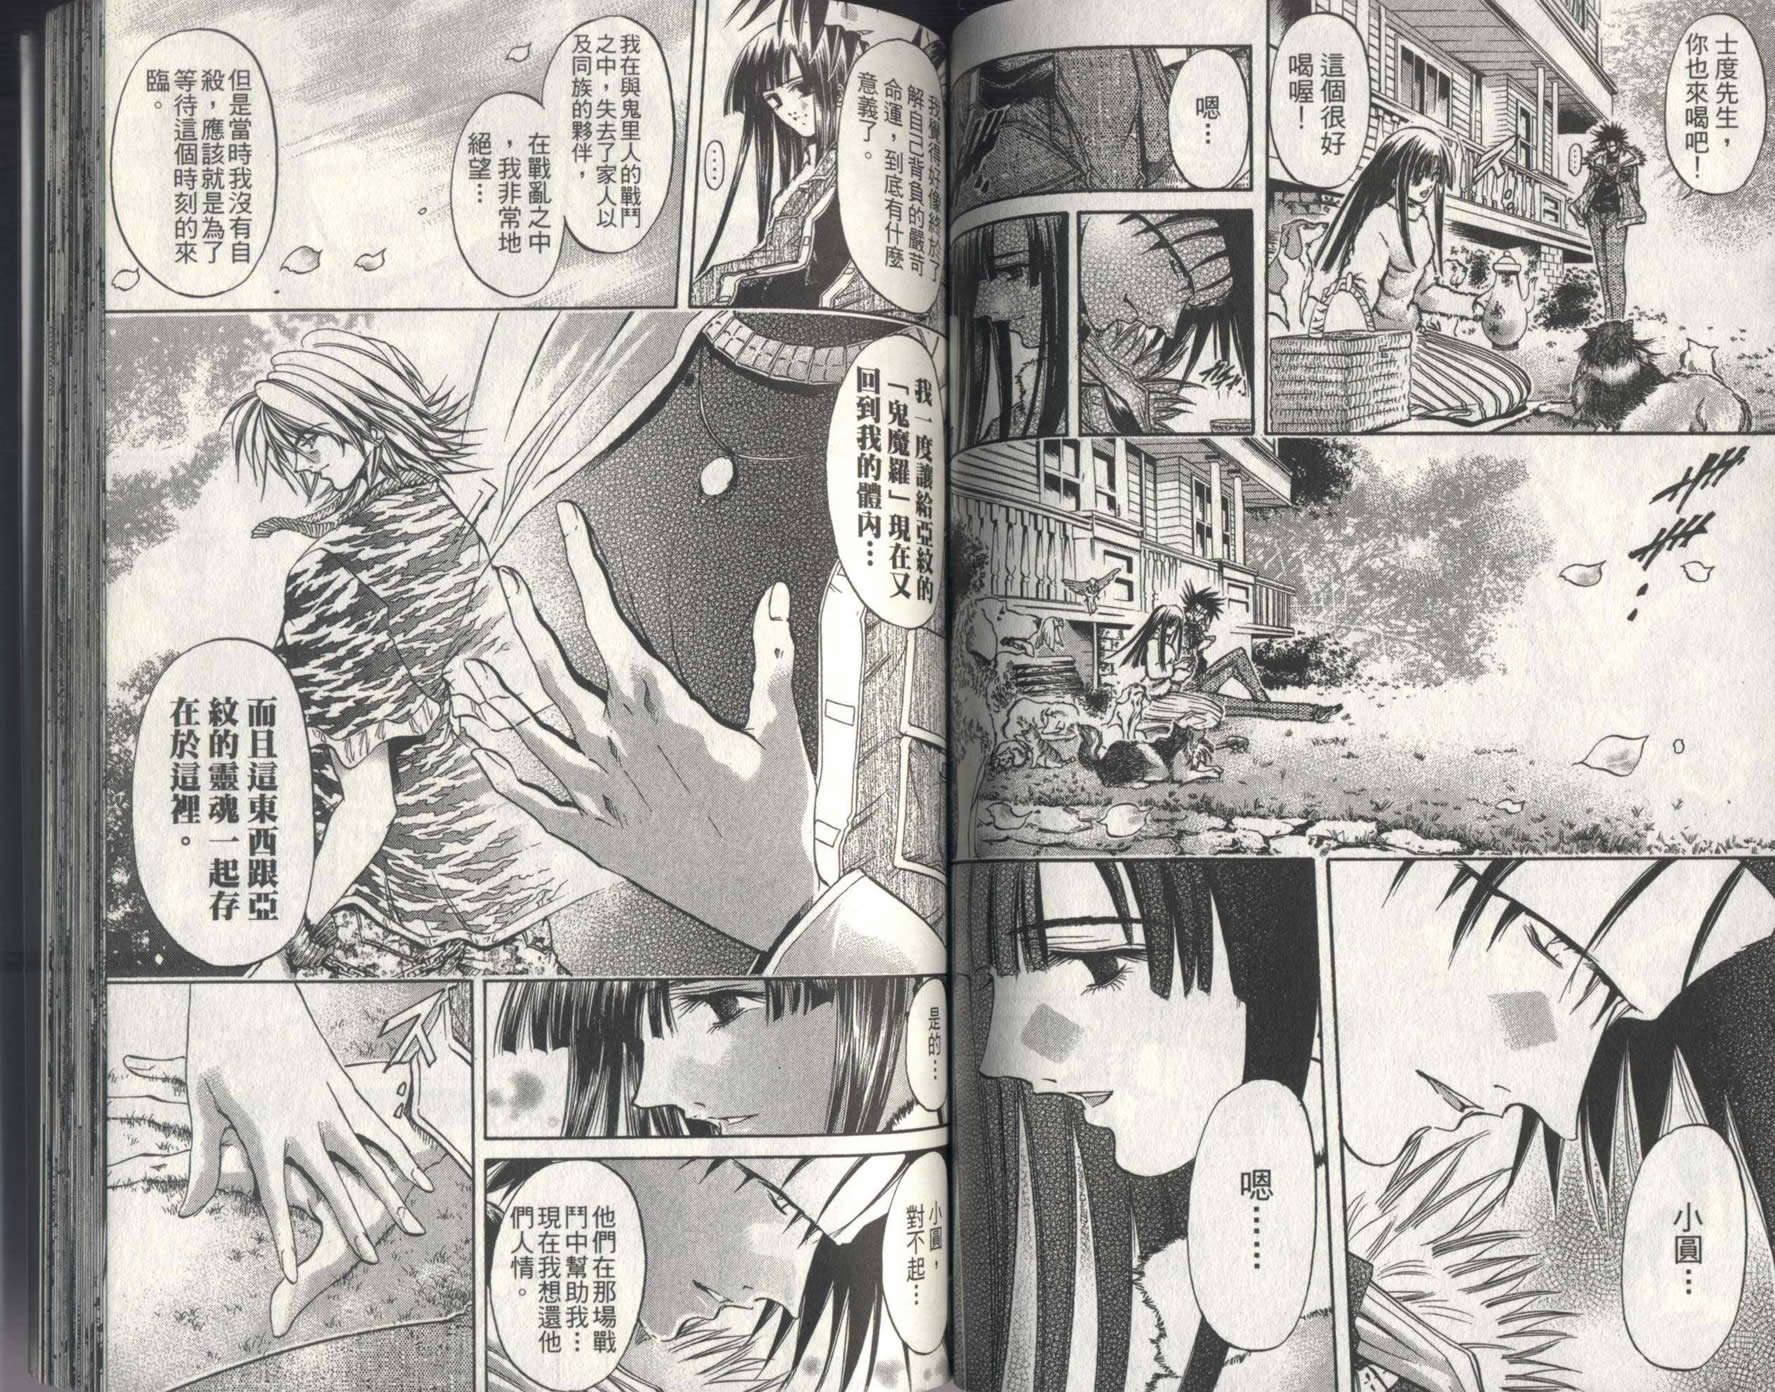 士度先生，
你也來喝吧！
這個很好
喝喔！
嗯…
小圓…
嗯……
我覺得好像終於了
解自己背負的嚴苛
命運，到底有什麼
意義了。
……
我在與鬼里人的戰鬥
之中，失去了家人以
及同族的夥伴，
在戰亂之中
，我非常地
絕望…
但是當時我沒有自
殺，應該就是為了
等待這個時刻的來
臨。
我一度讓給亞紋的
「鬼魔羅」現在又
回到我的體內…
而且這東西跟亞
紋的靈魂一起存
在於這裡。
是的…
小圓，
對不起…
他們在那場戰
鬥中幫助我…
現在我想還他
們人情。